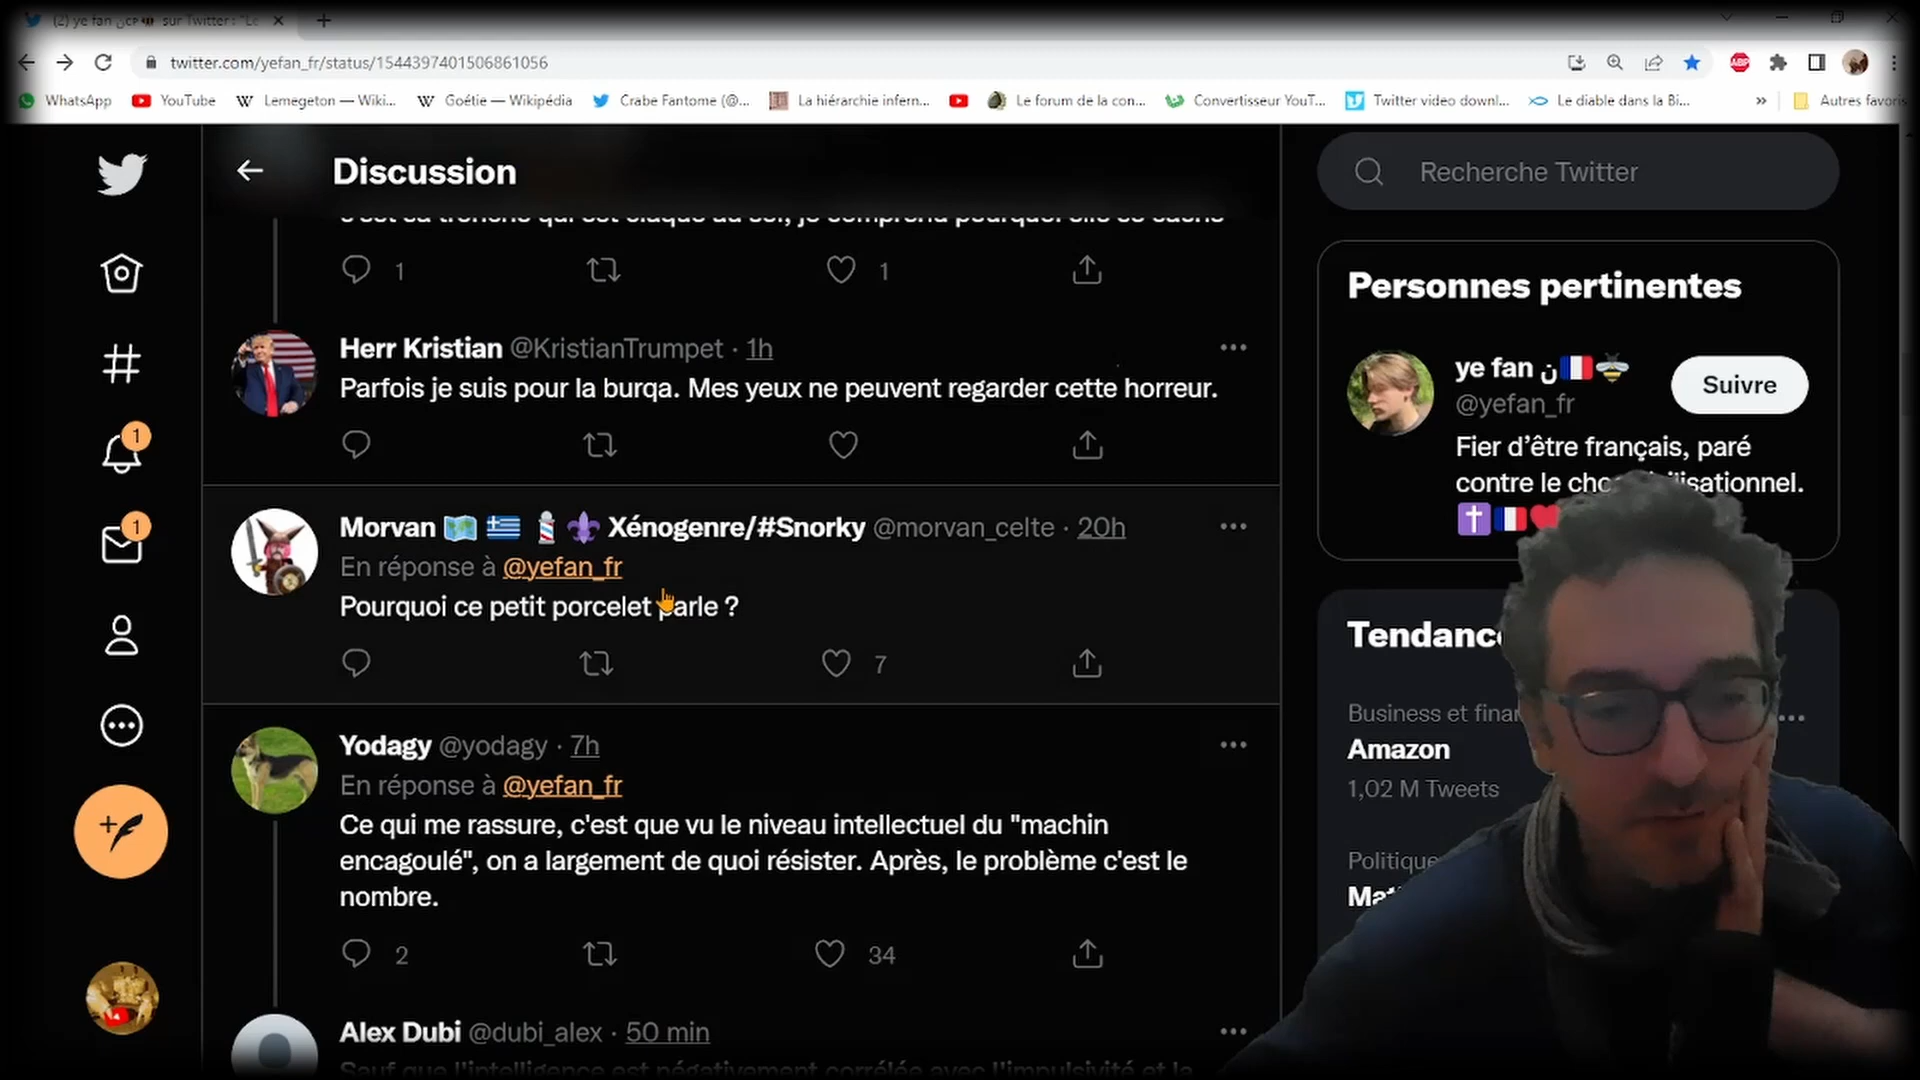 sur Twitter : "Le
twitter.com/yefan_fr/status/1544397401506861056
WhatsApp
YouTube
Lemegeton — Wiki...
Goétie — Wikipédia
Crabe Fantome (@...
La hiérarchie infern...
Le forum de la con...
Convertisseur YouT...
Twitter video downl...
Le diable dans la Bi...
»
Autres favoris
Discussion
Recherche Twitter
1
1
Herr Kristian @KristianTrumpet · 1h
Parfois je suis pour la burqa. Mes yeux ne peuvent regarder cette horreur.
Morvan Xénogenre/#Snorky @morvan_celte · 20h
En réponse à @yefan_fr
Pourquoi ce petit porcelet parle ?
7
Yodagy @yodagy · 7h
En réponse à @yefan_fr
Ce qui me rassure, c'est que vu le niveau intellectuel du "machin
encagoulé", on a largement de quoi résister. Après, le problème c'est le
nombre.
2
34
Alex Dubi @dubi_alex · 50 min
Sauf que l'intelligence est négativement corrélée avec l'impulsivité et la
1
1
Personnes pertinentes
ye fan ن
@yefan_fr
Suivre
Fier d'être français, paré
contre le
Tendanc
Business et finan
Amazon
1,02 M Tweets
Politique
ABP